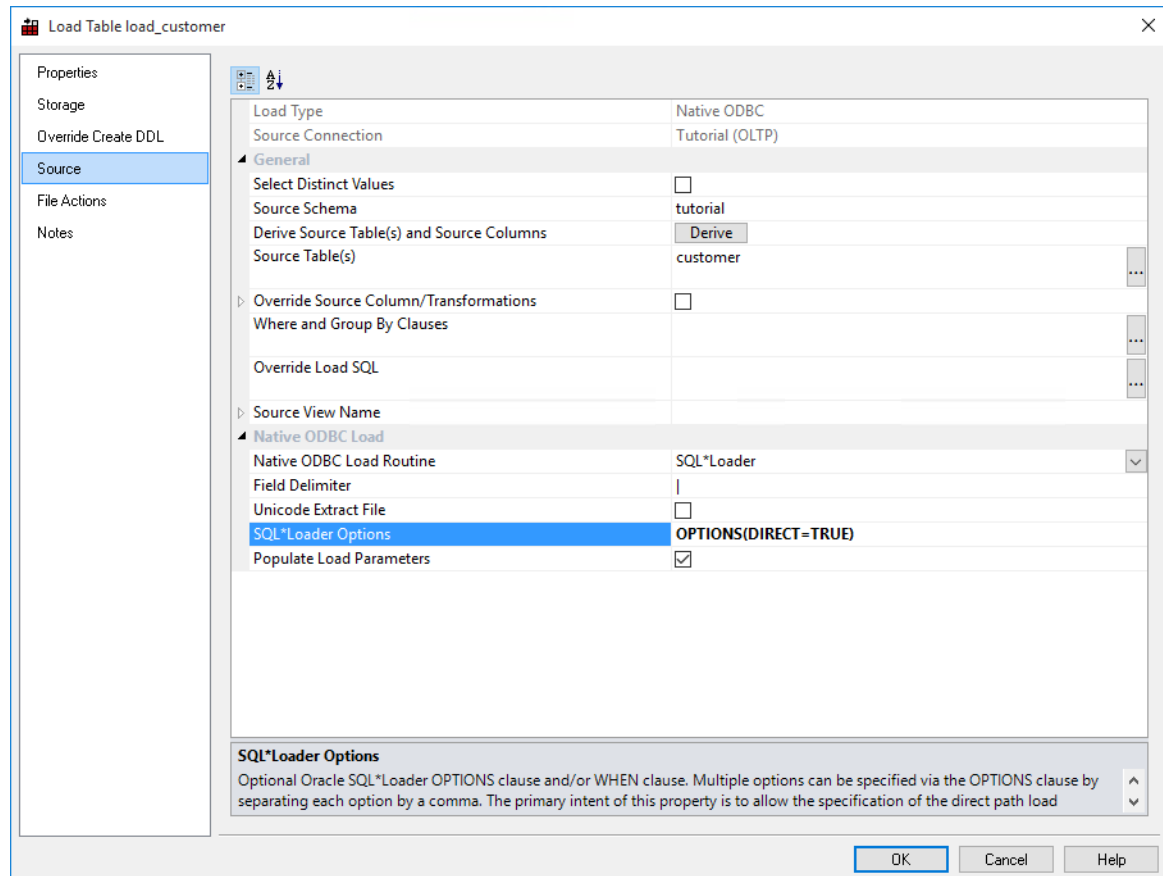 Load Table load_customer
Properties
Storage
Override Create DDL
Source
File Actions
Notes
Load Type Native ODBC
Source Connection Tutorial (OLTP)
General
Select Distinct Values
Source Schema tutorial
Derive Source Table(s) and Source Columns Derive
Source Table(s) customer
...
Override Source Column/Transformations
Where and Group By Clauses
...
Override Load SQL
...
Source View Name
Native ODBC Load
Native ODBC Load Routine SQL*Loader
Field Delimiter |
Unicode Extract File
SQL*Loader Options OPTIONS(DIRECT=TRUE)
Populate Load Parameters
SQL*Loader Options
Optional Oracle SQL*Loader OPTIONS clause and/or WHEN clause. Multiple options can be specified via the OPTIONS clause by
separating each option by a comma. The primary intent of this property is to allow the specification of the direct path load
OK Cancel Help